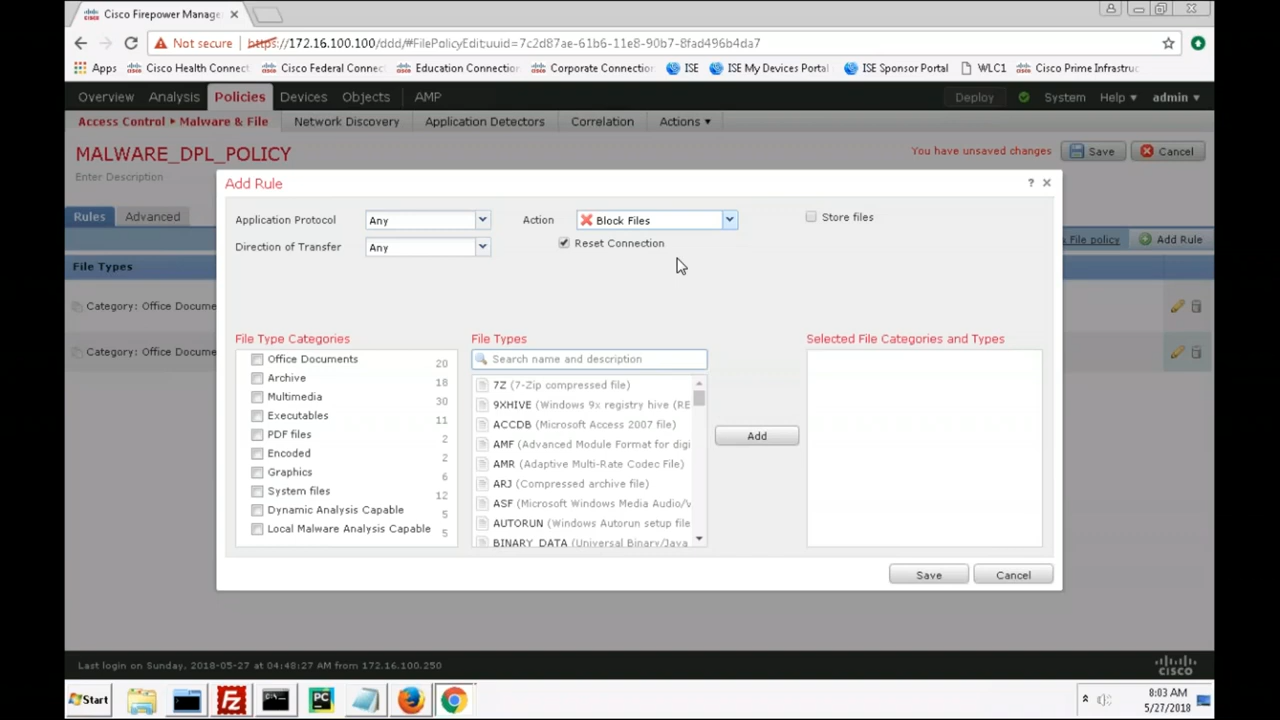 Cisco Firepower Manage
Not secure https://172.16.100.100/ddd/#FilePolicyEdit:uuid=7c2d87ae-61b6-11e8-90b7-8fad496b4da7
Apps Cisco Health Connect Cisco Federal Connec Education Connection Corporate Connection ISE ISE My Devices Portal ISE Sponsor Portal WLC1 Cisco Prime Infrastruc
Overview Analysis Policies Devices Objects AMP Deploy System Help ▾ admin ▾
Access Control ▸ Malware & File Network Discovery Application Detectors Correlation Actions ▾
MALWARE_DPL_POLICY You have unsaved changes Save Cancel
Enter Description
Add Rule ?
Rules Advanced
Application Protocol Any Action Block Files Store files
Direction of Transfer Any Reset Connection
File policy Add Rule
File Types
Category: Office Docume
Category: Office Docume
File Type Categories File Types Selected File Categories and Types
Office Documents 20
Archive 18
Multimedia 30
Executables 11
PDF files 2
Encoded 2
Graphics 6
System files 12
Dynamic Analysis Capable 5
Local Malware Analysis Capable 5
Search name and description
7Z (7-Zip compressed file)
9XHIVE (Windows 9x registry hive (RE
ACCDB (Microsoft Access 2007 file)
AMF (Advanced Module Format for digi
AMR (Adaptive Multi-Rate Codec File)
ARJ (Compressed archive file)
ASF (Microsoft Windows Media Audio/V
AUTORUN (Windows Autorun setup file
BINARY_DATA (Universal Binary/Java
Add
Save Cancel
Last login on Sunday, 2018-05-27 at 04:48:27 AM from 172.16.100.250
CISCO
Start
PC
8:03 AM
5/27/2018